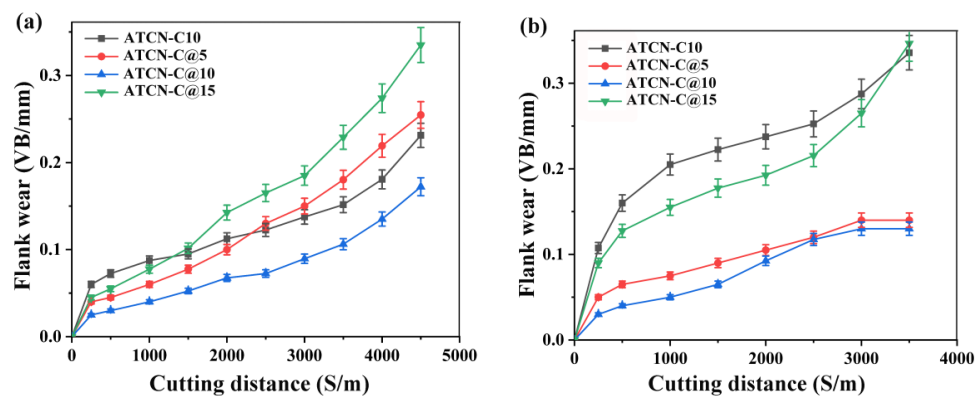 (a)
ATCN-C10
ATCN-C@5
ATCN-C@10
ATCN-C@15
0.3
0.2
0.1
0.0
Flank wear (VB/mm)
0 1000 2000 3000 4000 5000
Cutting distance (S/m)
(b)
ATCN-C10
ATCN-C@5
ATCN-C@10
ATCN-C@15
0.3
0.2
0.1
0.0
Flank wear (VB/mm)
0 1000 2000 3000 4000
Cutting distance (S/m)